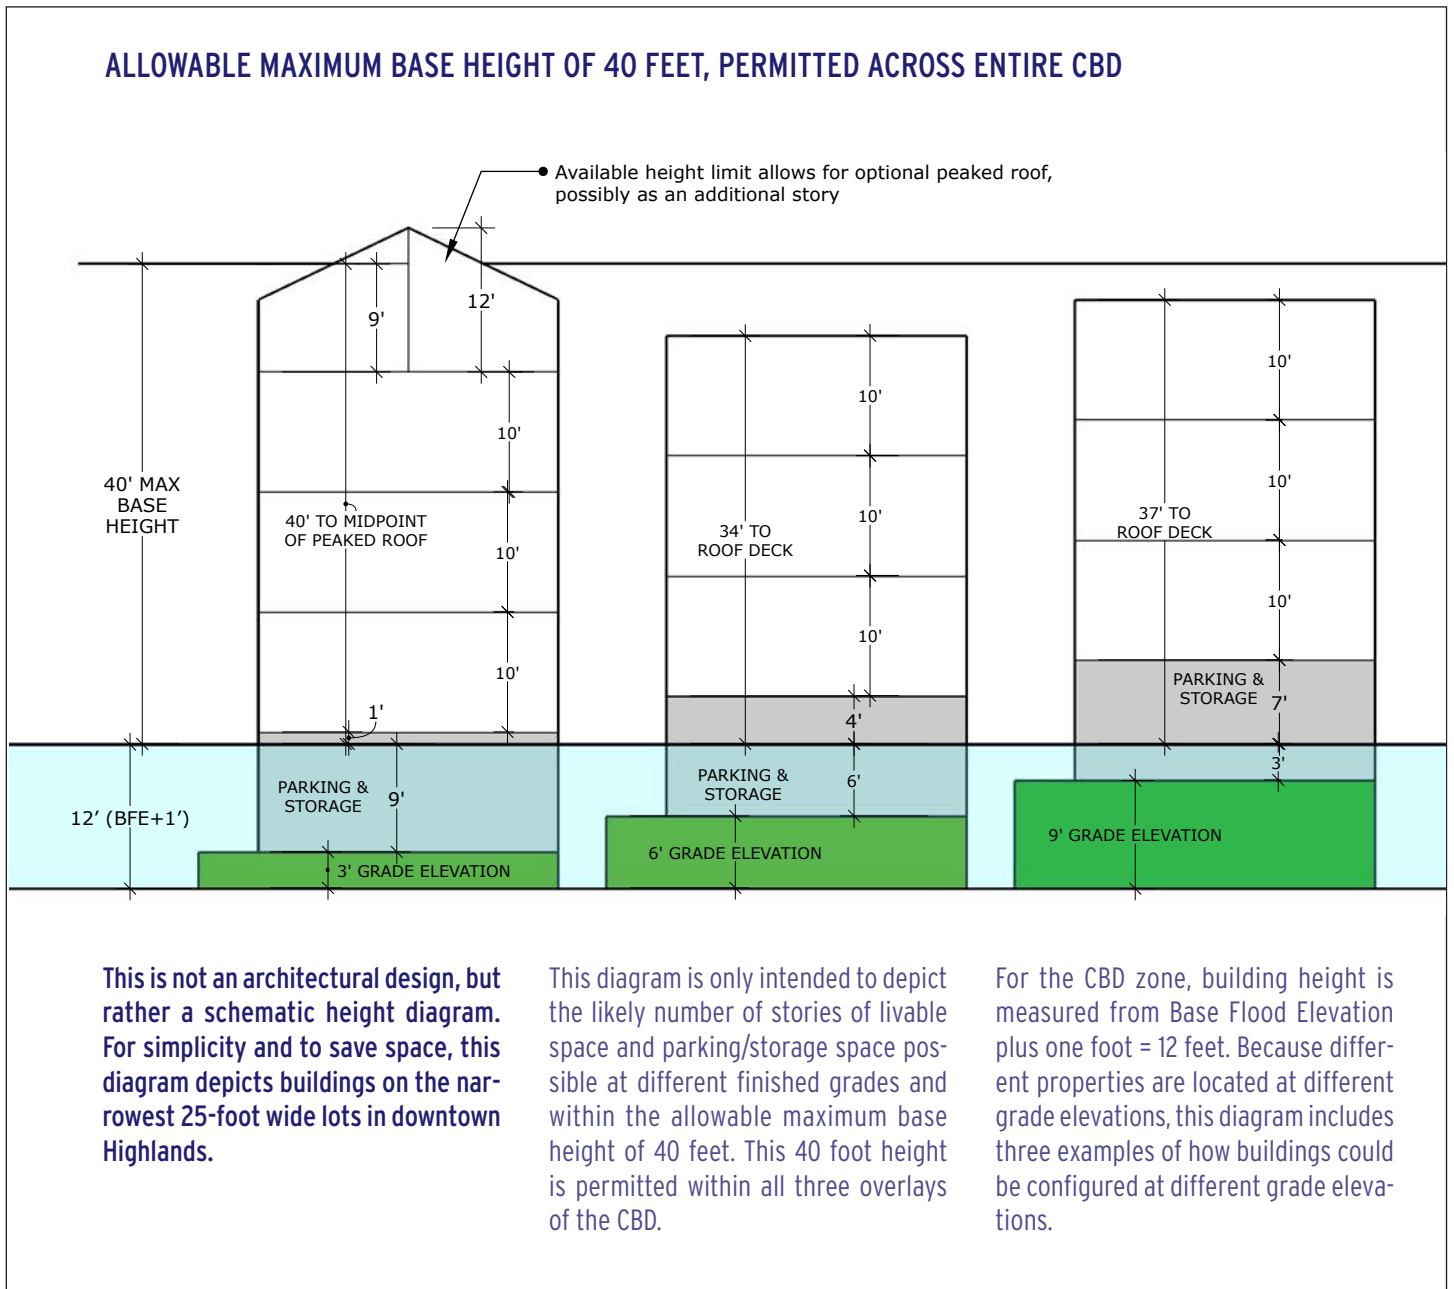 ALLOWABLE MAXIMUM BASE HEIGHT OF 40 FEET, PERMITTED ACROSS ENTIRE CBD
Available height limit allows for optional peaked roof,
possibly as an additional story
40' MAX
BASE
HEIGHT
12’ (BFE+1’)
9'
12'
10'
40' TO MIDPOINT
OF PEAKED ROOF
10'
10'
1'
PARKING &
STORAGE
9'
3' GRADE ELEVATION
10'
34' TO
ROOF DECK
10'
10'
4'
PARKING &
STORAGE
6'
6' GRADE ELEVATION
10'
37' TO
ROOF DECK
10'
10'
PARKING &
STORAGE
7'
3'
9' GRADE ELEVATION
This is not an architectural design, but
rather a schematic height diagram.
For simplicity and to save space, this
diagram depicts buildings on the nar-
rowest 25-foot wide lots in downtown
Highlands.
This diagram is only intended to depict
the likely number of stories of livable
space and parking/storage space pos-
sible at different finished grades and
within the allowable maximum base
height of 40 feet. This 40 foot height
is permitted within all three overlays
of the CBD.
For the CBD zone, building height is
measured from Base Flood Elevation
plus one foot = 12 feet. Because differ-
ent properties are located at different
grade elevations, this diagram includes
three examples of how buildings could
be configured at different grade eleva-
tions.